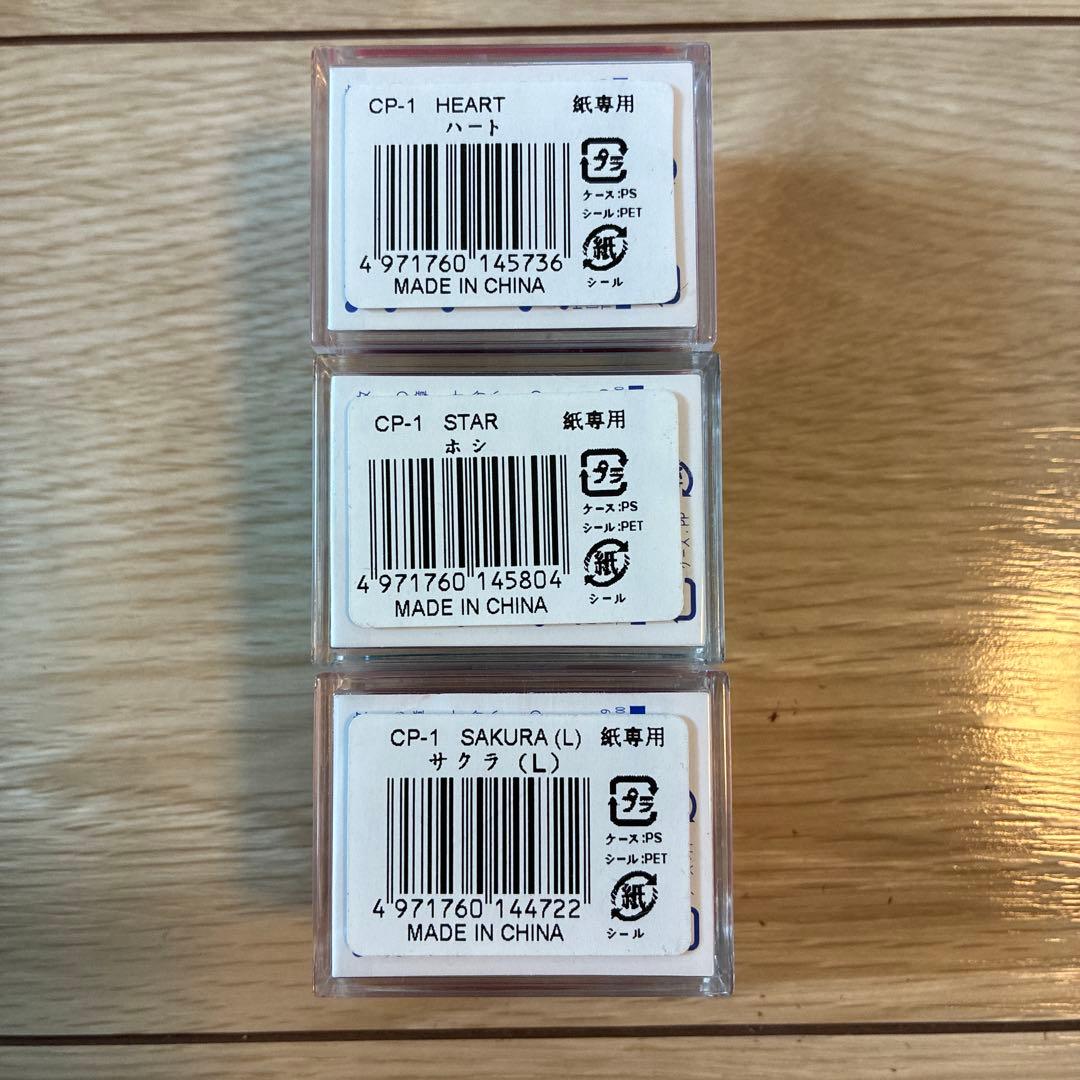 CP-1 HEART 紙専用
ハート
プラ
ケース:PS
シール:PET
紙
シール
4 971760 145736
MADE IN CHINA
CP-1 STAR 紙専用
ホシ
プラ
ケース:PS
シール:PET
紙
シール
4 971760 145804
MADE IN CHINA
CP-1 SAKURA (L) 紙専用
サクラ (L)
プラ
ケース:PS
シール:PET
紙
シール
4 971760 144722
MADE IN CHINA